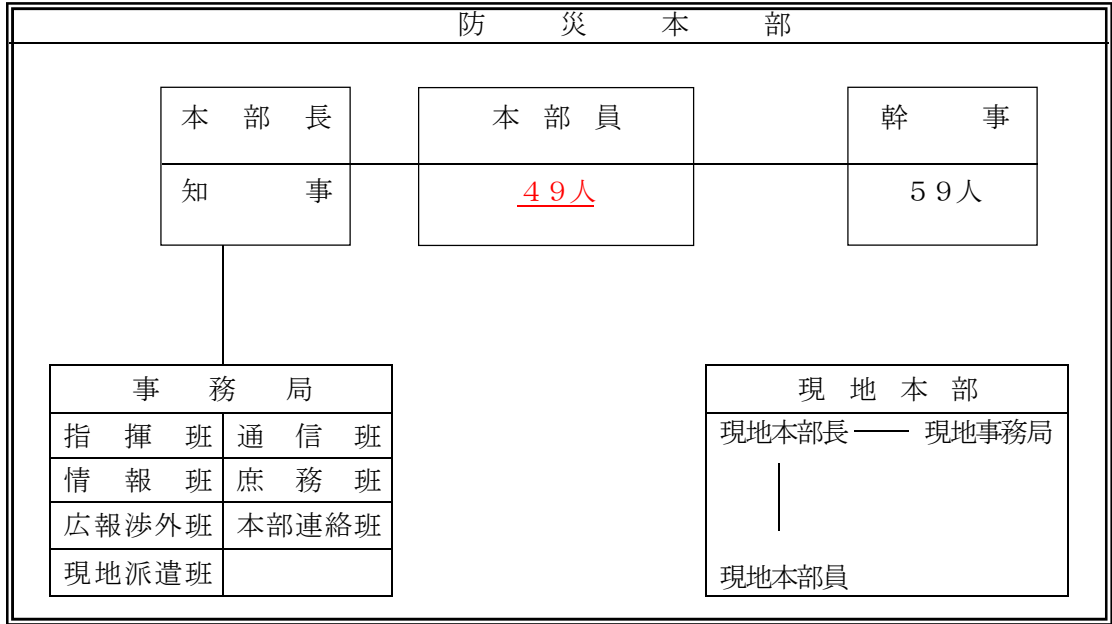 防災本部
本部長 本部員 幹事
知事 ４９人 ５９人
事務局
指揮班 通信班
情報班 庶務班
広報渉外班 本部連絡班
現地派遣班
現地本部
現地本部長 現地事務局
現地本部員